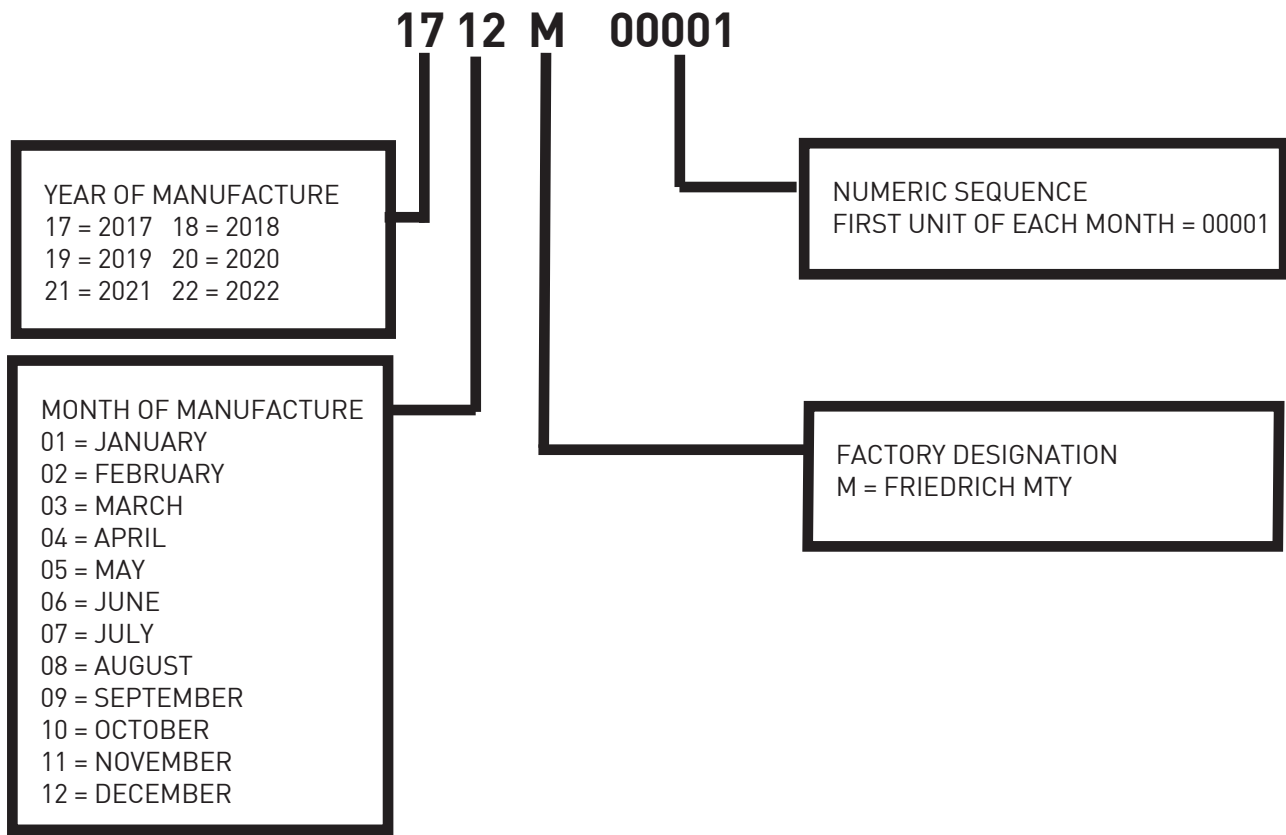 17 12 M 00001
YEAR OF MANUFACTURE
17 = 2017 18 = 2018
19 = 2019 20 = 2020
21 = 2021 22 = 2022
MONTH OF MANUFACTURE
01 = JANUARY
02 = FEBRUARY
03 = MARCH
04 = APRIL
05 = MAY
06 = JUNE
07 = JULY
08 = AUGUST
09 = SEPTEMBER
10 = OCTOBER
11 = NOVEMBER
12 = DECEMBER
NUMERIC SEQUENCE
FIRST UNIT OF EACH MONTH = 00001
FACTORY DESIGNATION
M = FRIEDRICH MTY